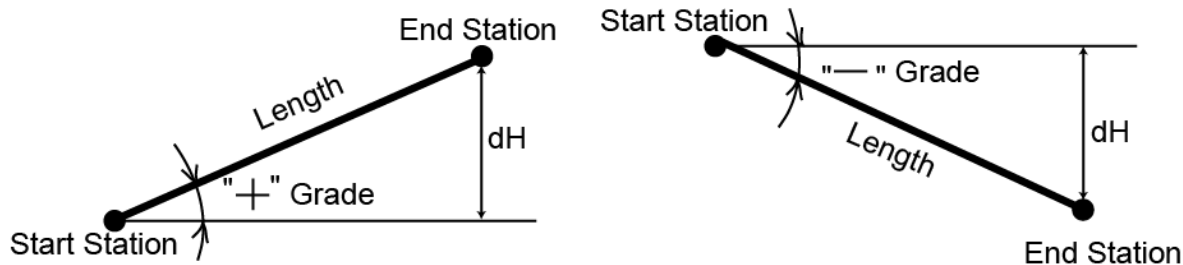 End Station
Length
dH
"+" Grade
Start Station
Start Station
"— " Grade
dH
Length
End Station